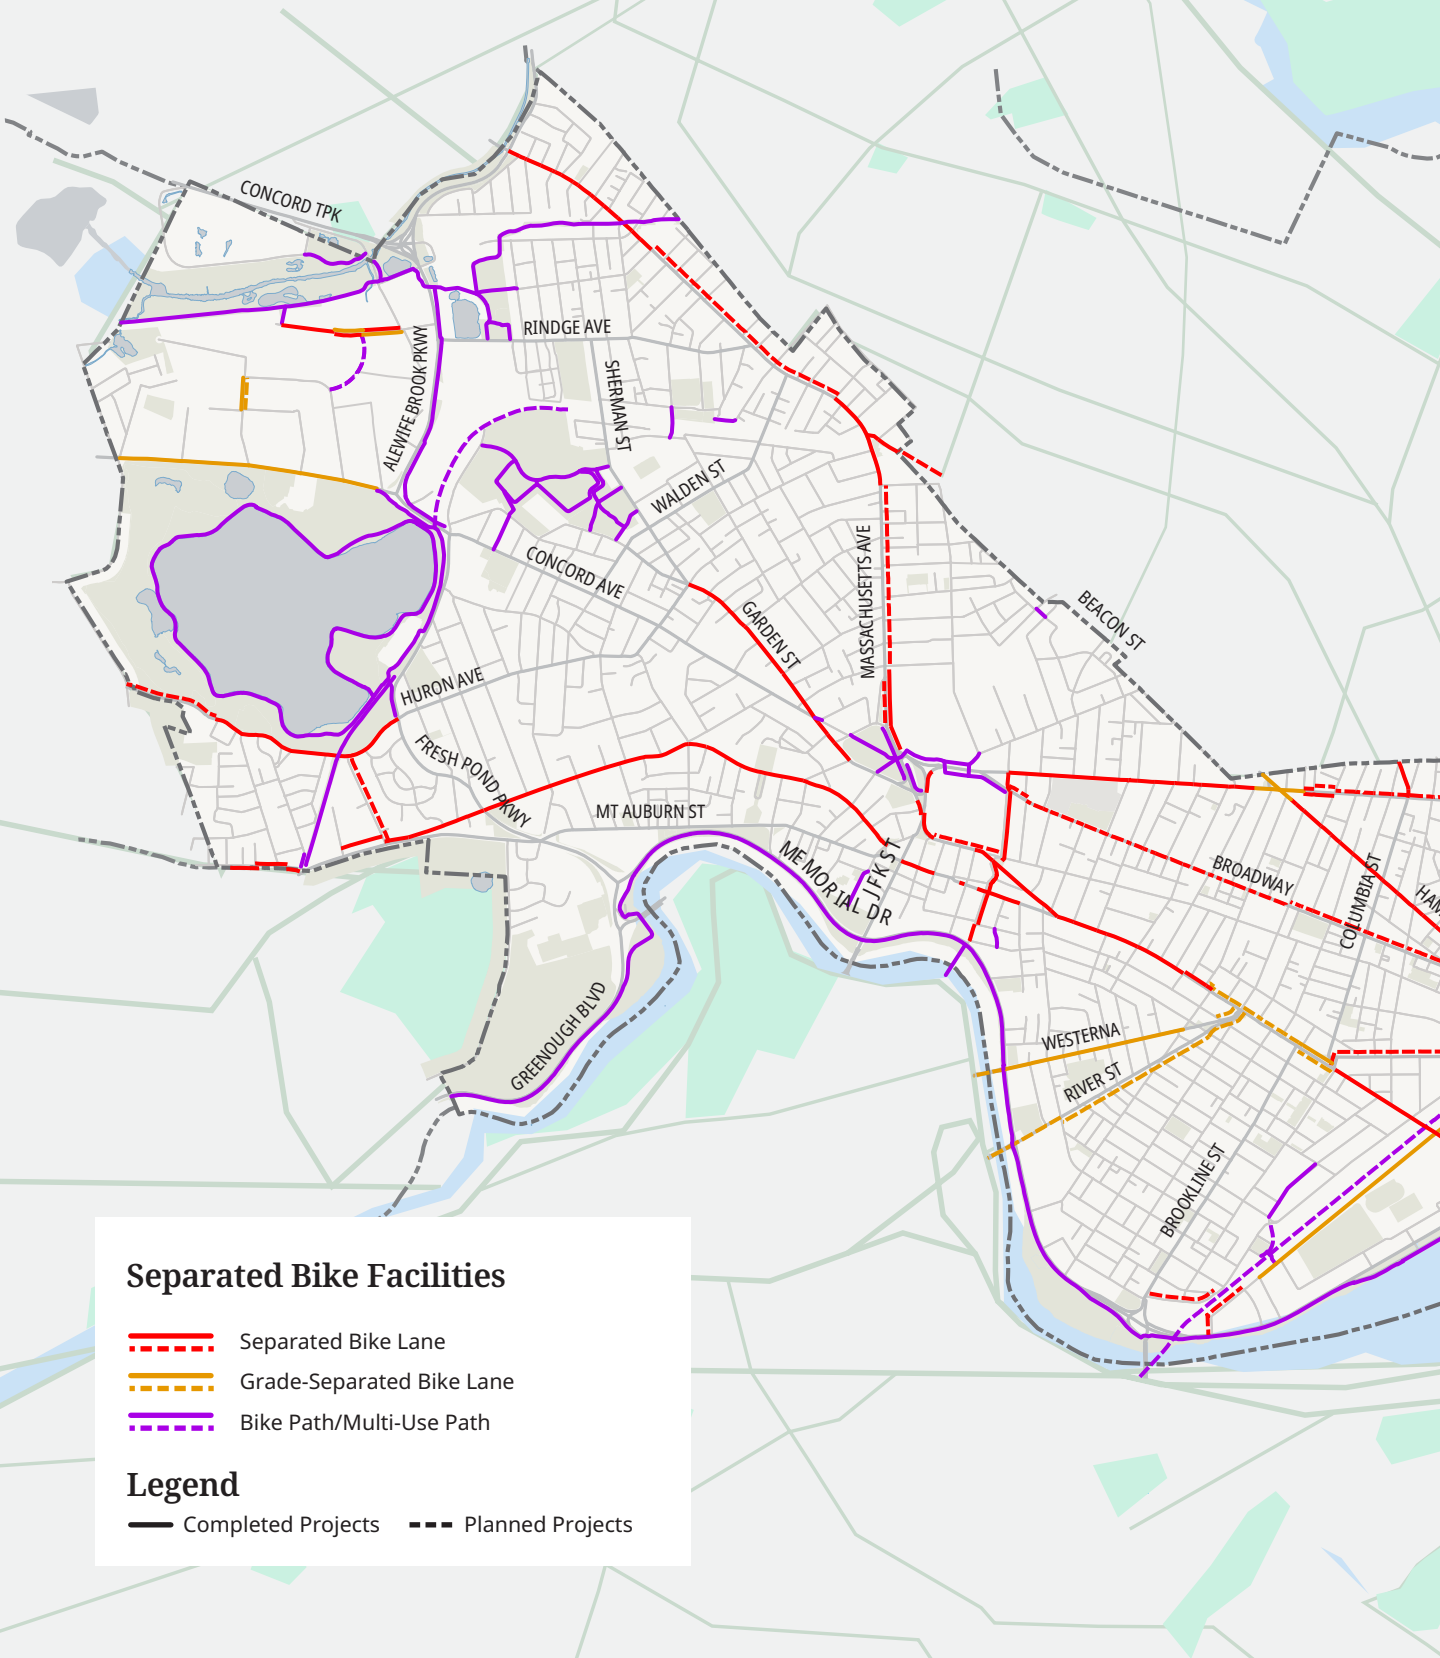 CONCORD TPK
RINDGE AVE
ALEWIFE BROOK PKWY
SHERMAN ST
WALDEN ST
CONCORD AVE
MASSACHUSETTS AVE
GARDEN ST
BEACON ST
HURON AVE
FRESH POND PKWY
MT AUBURN ST
MEMORIAL DR
JFK ST
BROADWAY
COLUMBIA ST
HAM
GREENOUGH BLVD
WESTERNA
RIVER ST
BROOKLINE ST
Separated Bike Facilities
Separated Bike Lane
Grade-Separated Bike Lane
Bike Path/Multi-Use Path
Legend
Completed Projects Planned Projects